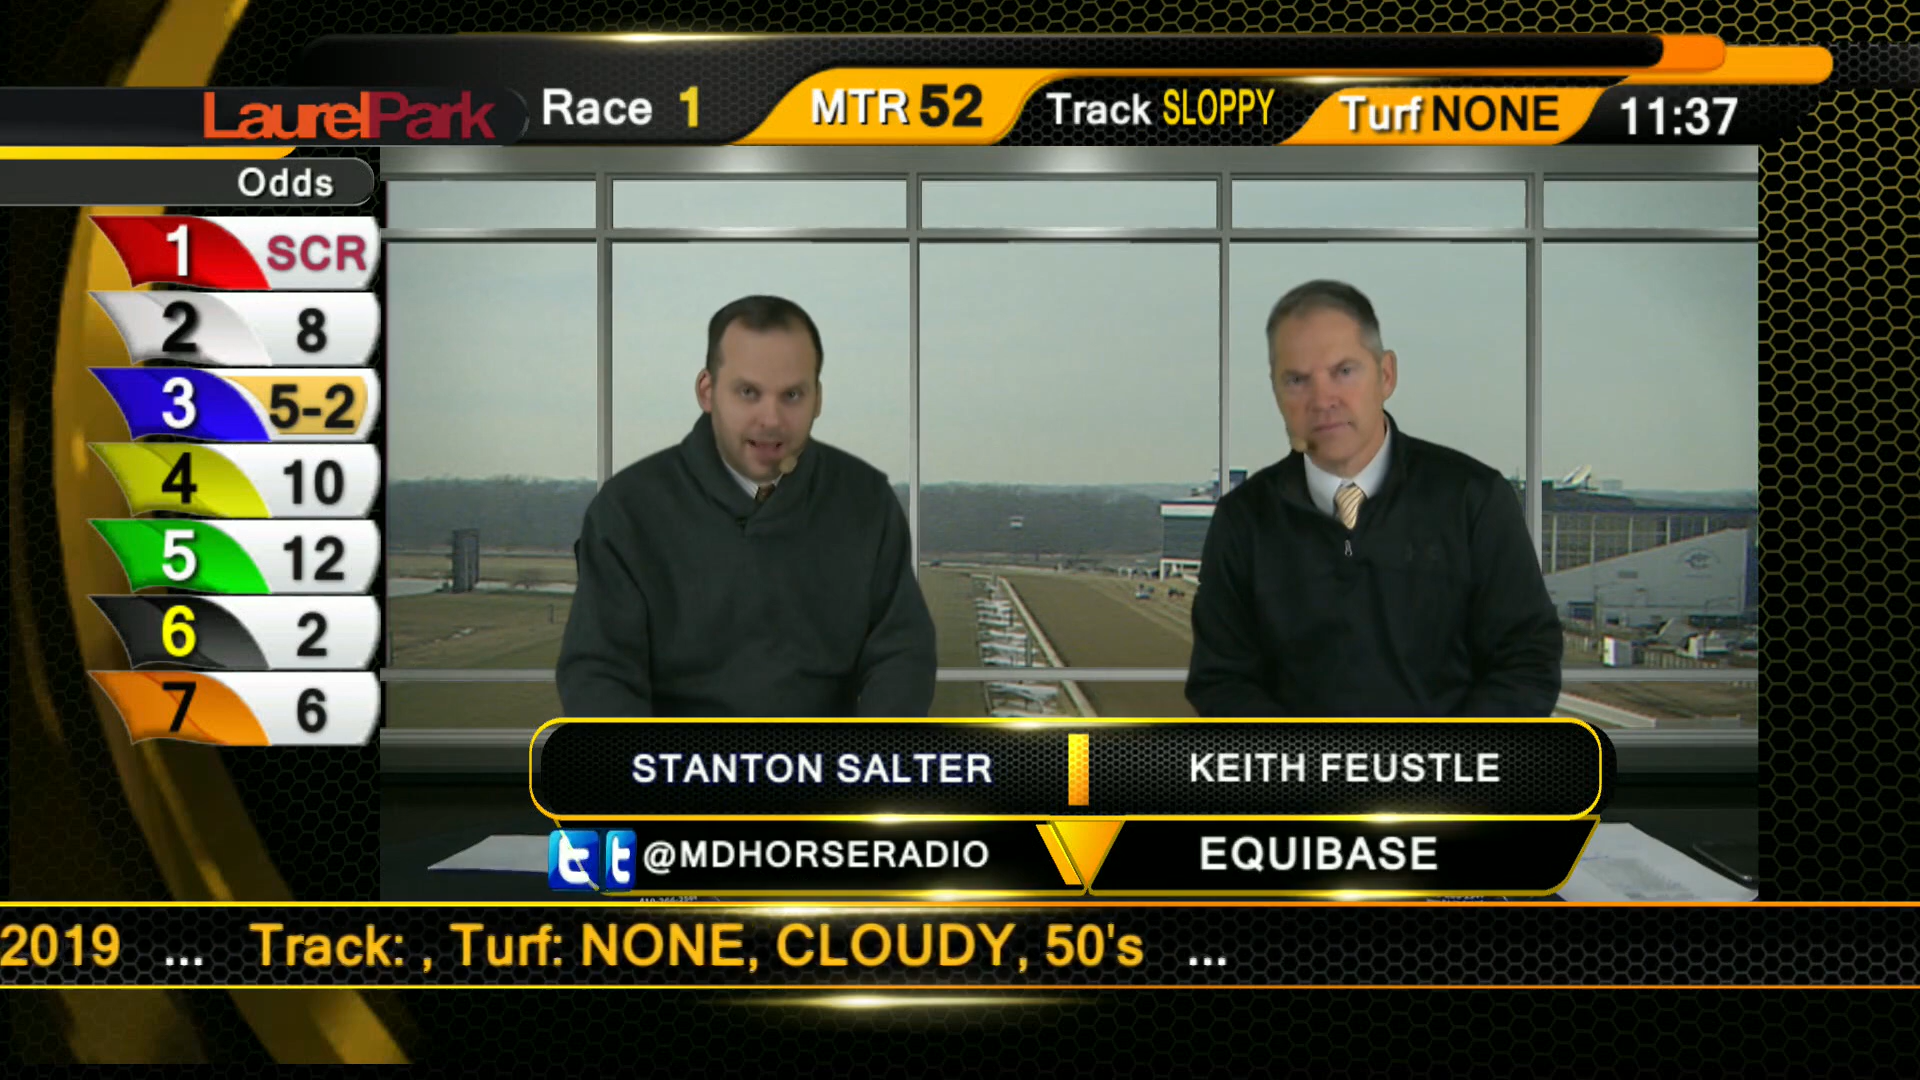 LaurelPark Race 1 MTR 52 Track SLOPPY Turf NONE 11:37
Odds
1 SCR
2 8
3 5-2
4 10
5 12
6 2
7 6
STANTON SALTER KEITH FEUSTLE
@MDHORSERADIO EQUIBASE
2019 ... Track: , Turf: NONE, CLOUDY, 50's ...